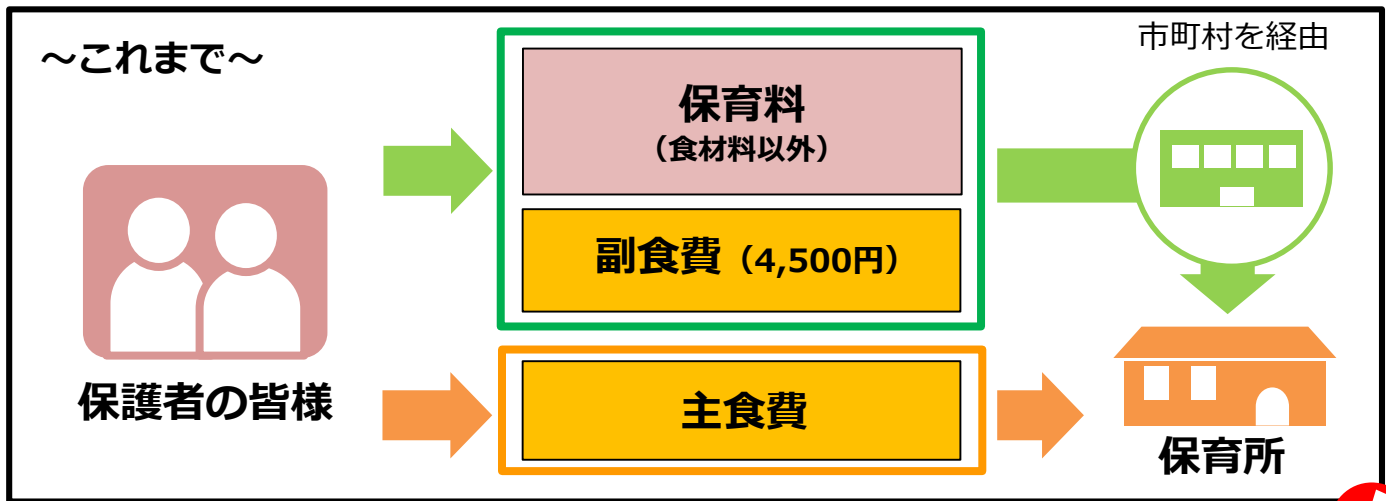 ～これまで～
市町村を経由
保育料
（食材料以外）
副食費（4,500円）
保護者の皆様
主食費
保育所